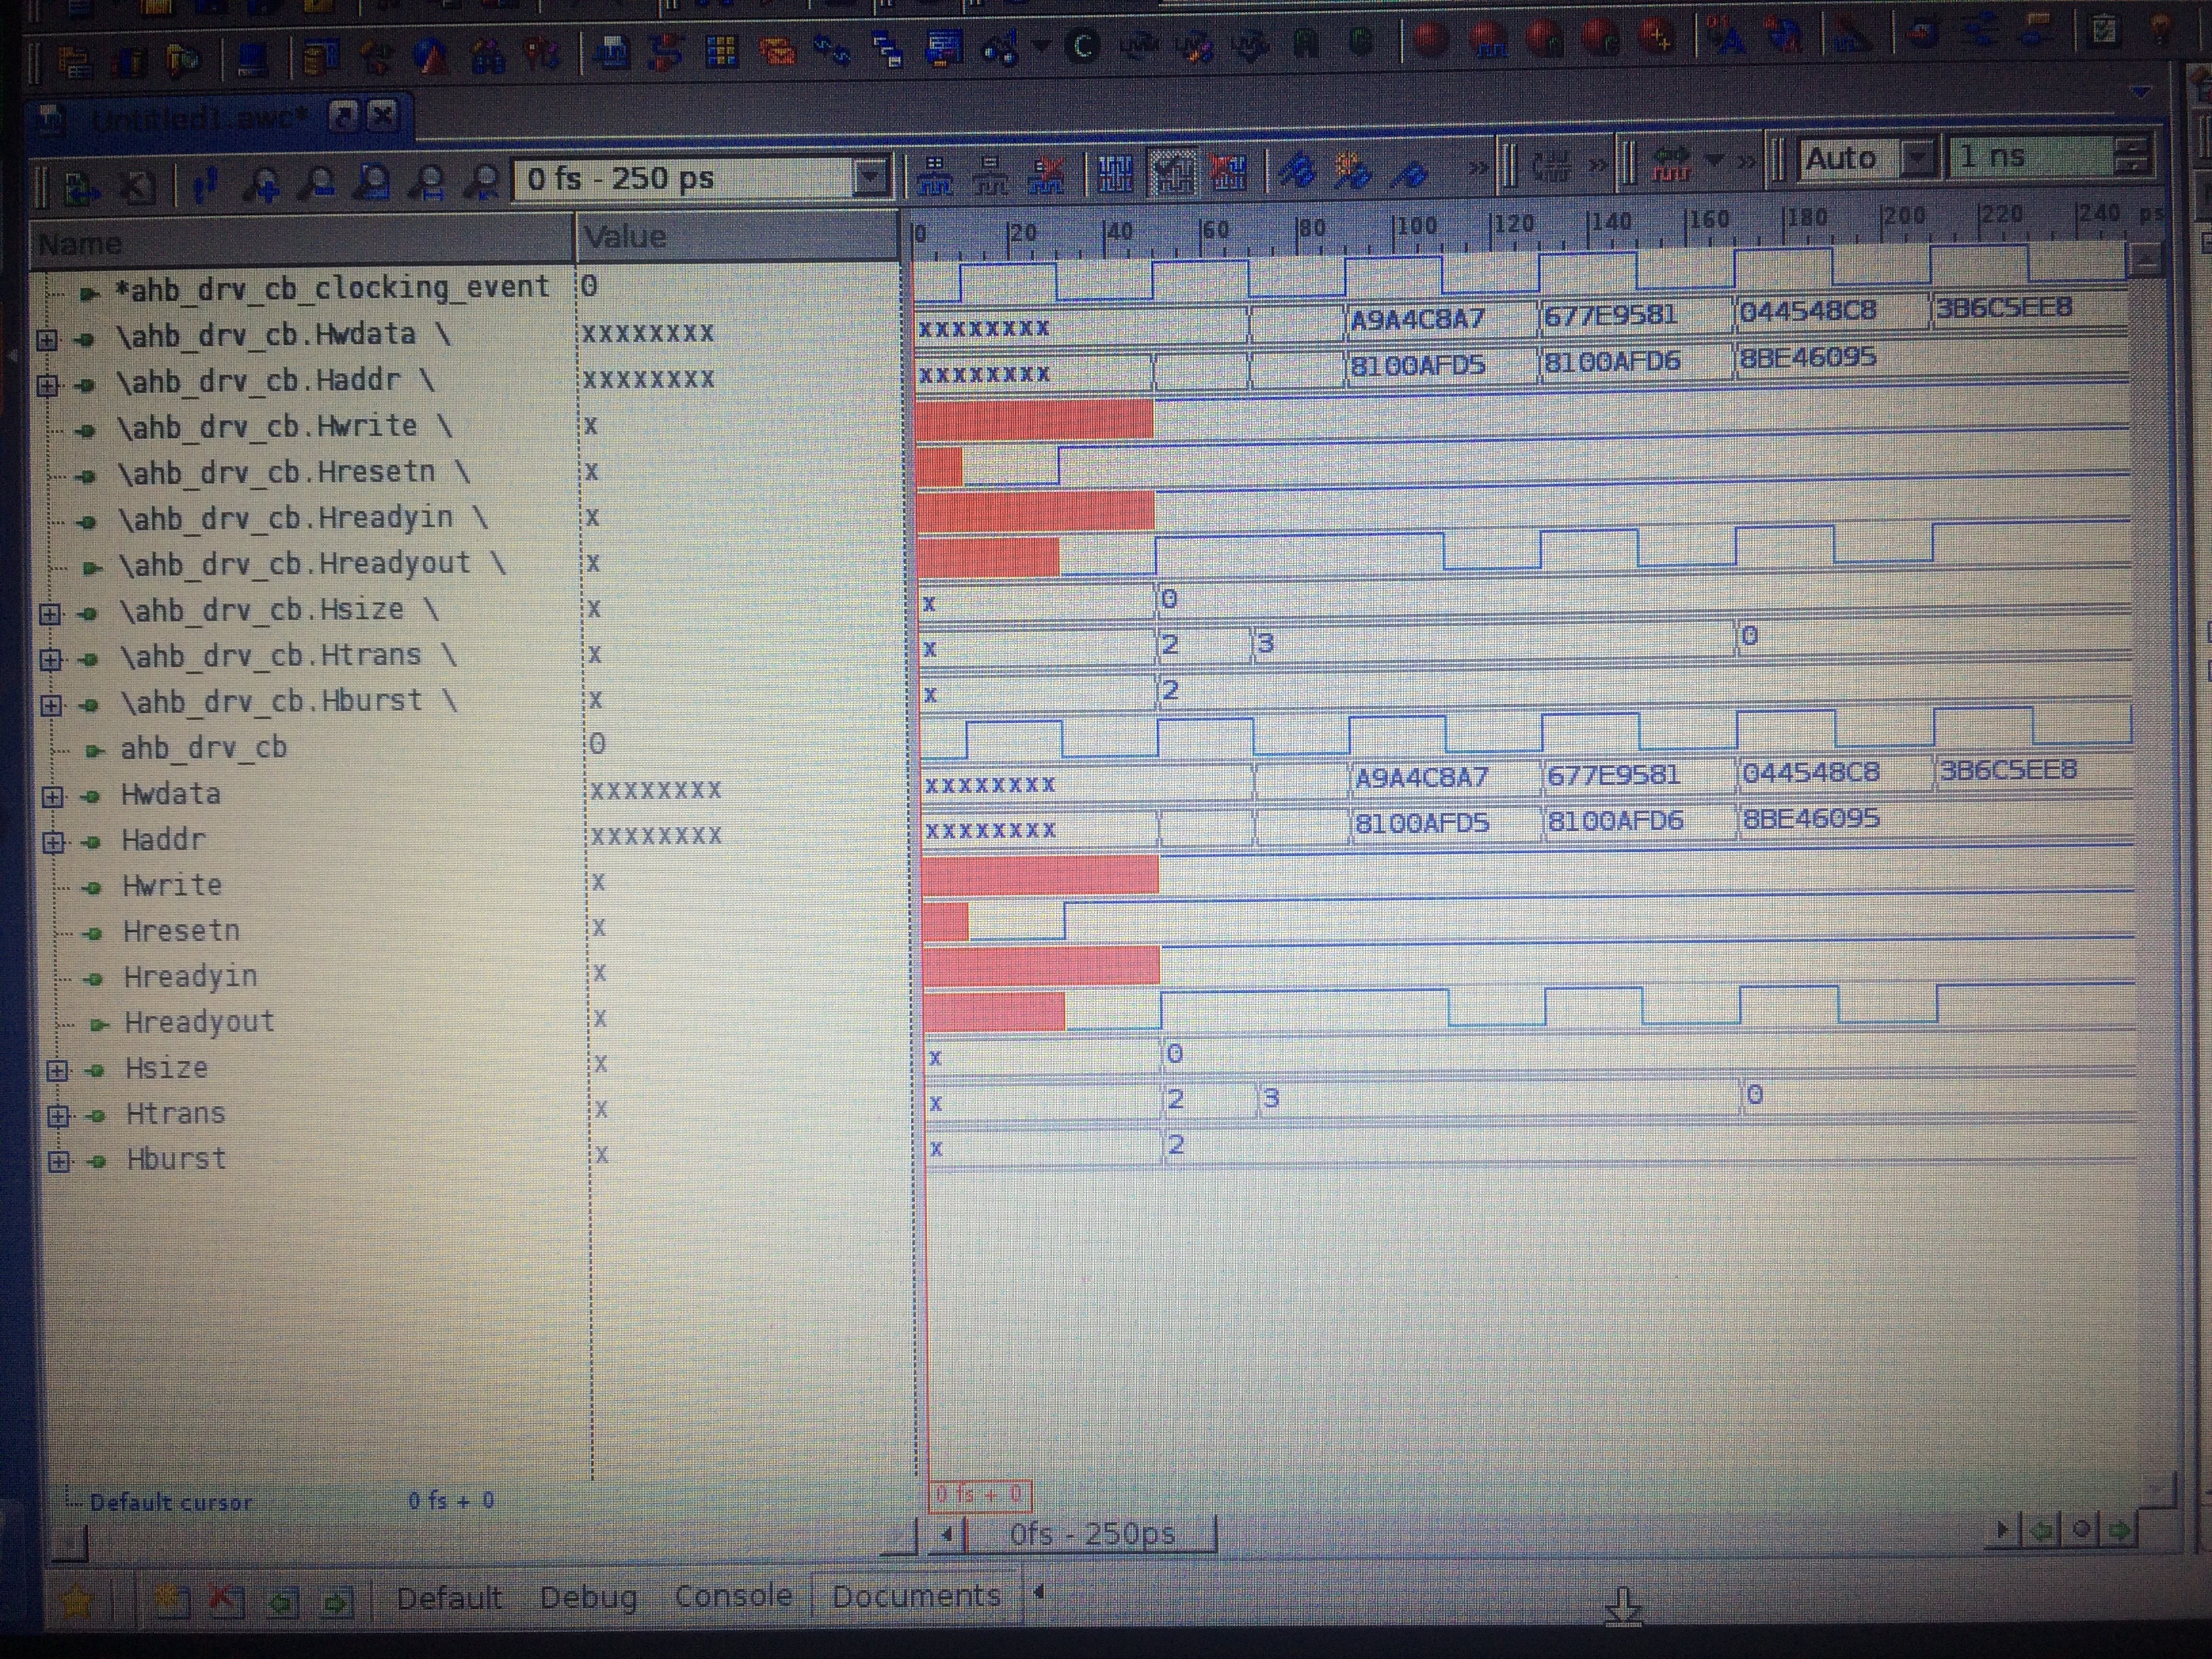 Untitled1.awc*
0 fs - 250 ps
Auto
1 ns
Name Value 0 20 40 60 80 100 120 140 160 180 200 220 240 ps
*ahb_drv_cb_clocking_event 0
\ahb_drv_cb.Hwdata \ xxxxxxxx xxxxxxxx A9A4C8A7 677E9581 044548C8 3B6C5EE8
\ahb_drv_cb.Haddr \ xxxxxxxx xxxxxxxx 8100AFD5 8100AFD6 8BE46095
\ahb_drv_cb.Hwrite \ x
\ahb_drv_cb.Hresetn \ x
\ahb_drv_cb.Hreadyin \ x
\ahb_drv_cb.Hreadyout \ x
\ahb_drv_cb.Hsize \ x x 0
\ahb_drv_cb.Htrans \ x x 2 3 0
\ahb_drv_cb.Hburst \ x x 2
ahb_drv_cb 0
Hwdata xxxxxxxx xxxxxxxx A9A4C8A7 677E9581 044548C8 3B6C5EE8
Haddr xxxxxxxx xxxxxxxx 8100AFD5 8100AFD6 8BE46095
Hwrite x
Hresetn x
Hreadyin x
Hreadyout x
Hsize x x 0
Htrans x x 2 3 0
Hburst x x 2
Default cursor 0 fs + 0 0 fs + 0
0fs - 250ps
Default Debug Console Documents